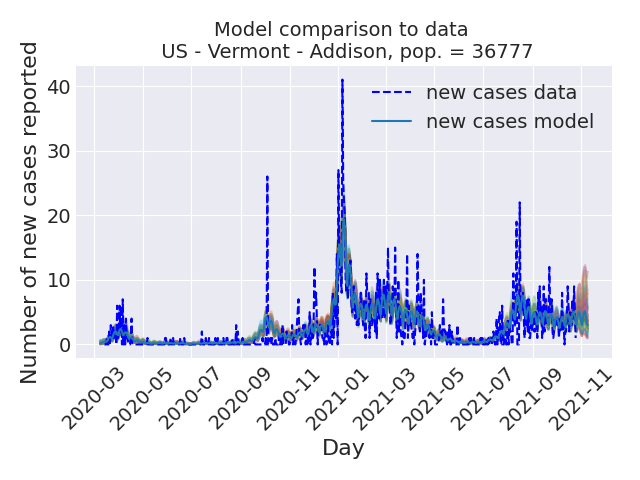 Model comparison to data
US - Vermont - Addison, pop. = 36777
Number of new cases reported
40
30
20
10
0
new cases data
new cases model
2020-03
2020-05
2020-07
2020-09
2020-11
2021-01
2021-03
2021-05
2021-07
2021-09
2021-11
Day